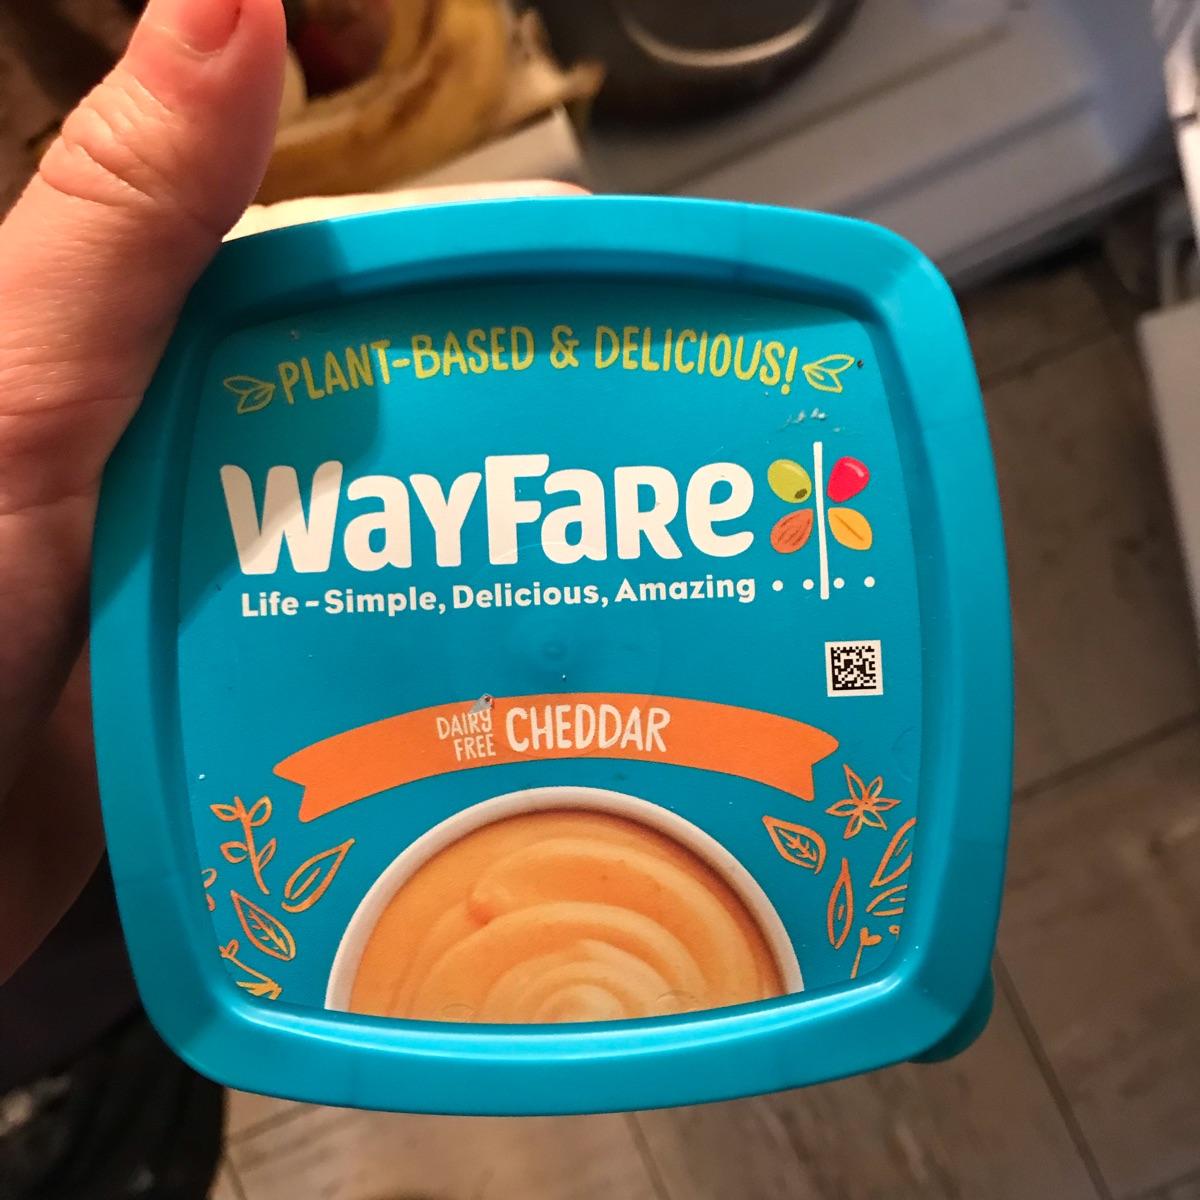 PLANT-BASED & DELICIOUS!
WayFare
Life - Simple, Delicious, Amazing
DAIRY FREE CHEDDAR